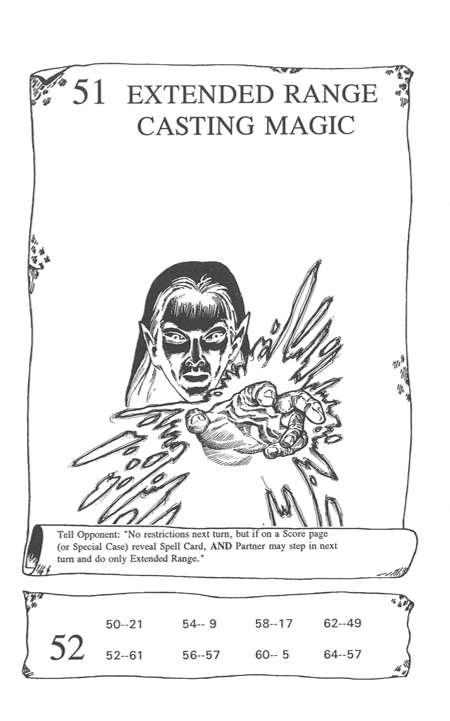 51 EXTENDED RANGE
CASTING MAGIC
Tell Opponent: "No restrictions next turn, but if on a Score page
(or Special Case) reveal Spell Card, AND Partner may step in next
turn and do only Extended Range."
52
50--21 54-- 9 58--17 62--49
52--61 56--57 60-- 5 64--57